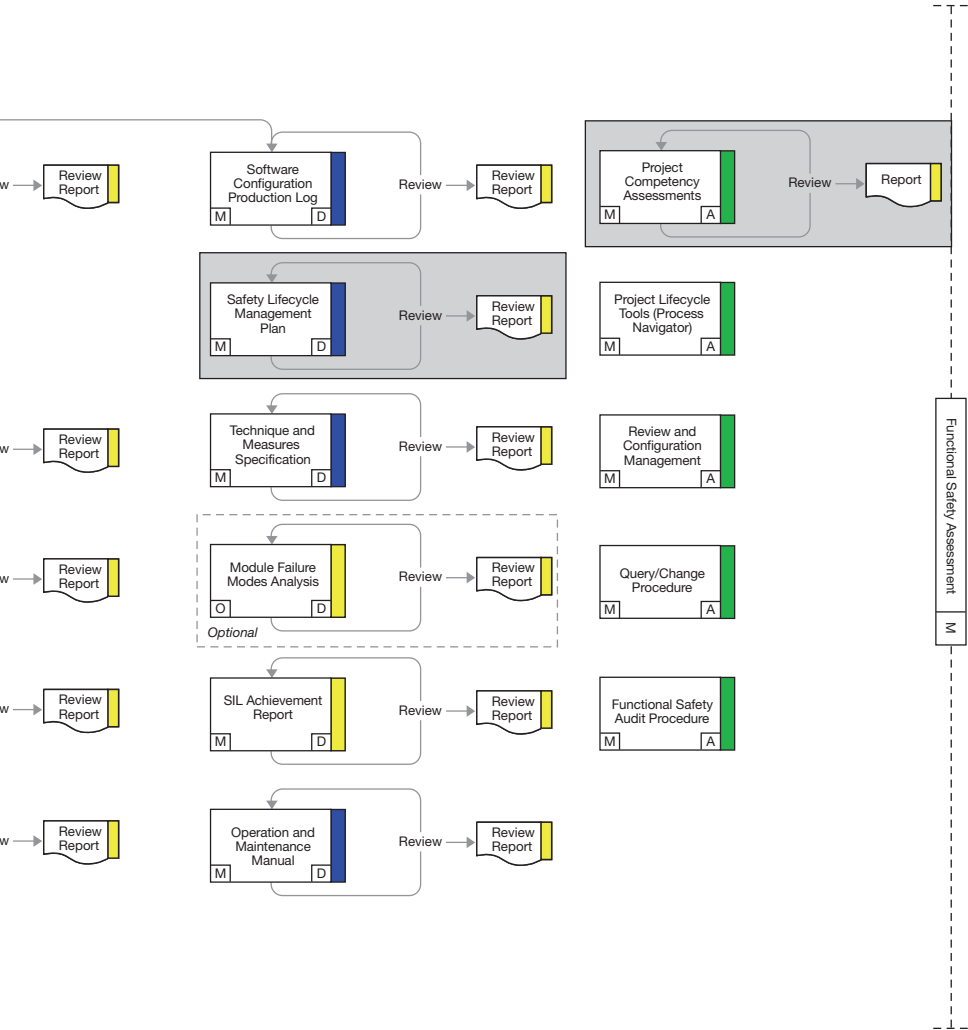 w
Review
Report
Software
Configuration
Production Log
M
D
Review
Review
Report
Project
Competency
Assessments
M
A
Review
Report
Safety Lifecycle
Management
Plan
M
D
Review
Review
Report
Project Lifecycle
Tools (Process
Navigator)
M
A
w
Review
Report
Technique and
Measures
Specification
M
D
Review
Review
Report
Review and
Configuration
Management
M
A
Functional Safety Assessment
M
w
Review
Report
Module Failure
Modes Analysis
O
D
Optional
Review
Review
Report
Query/Change
Procedure
M
A
w
Review
Report
SIL Achievement
Report
M
D
Review
Review
Report
Functional Safety
Audit Procedure
M
A
w
Review
Report
Operation and
Maintenance
Manual
M
D
Review
Review
Report